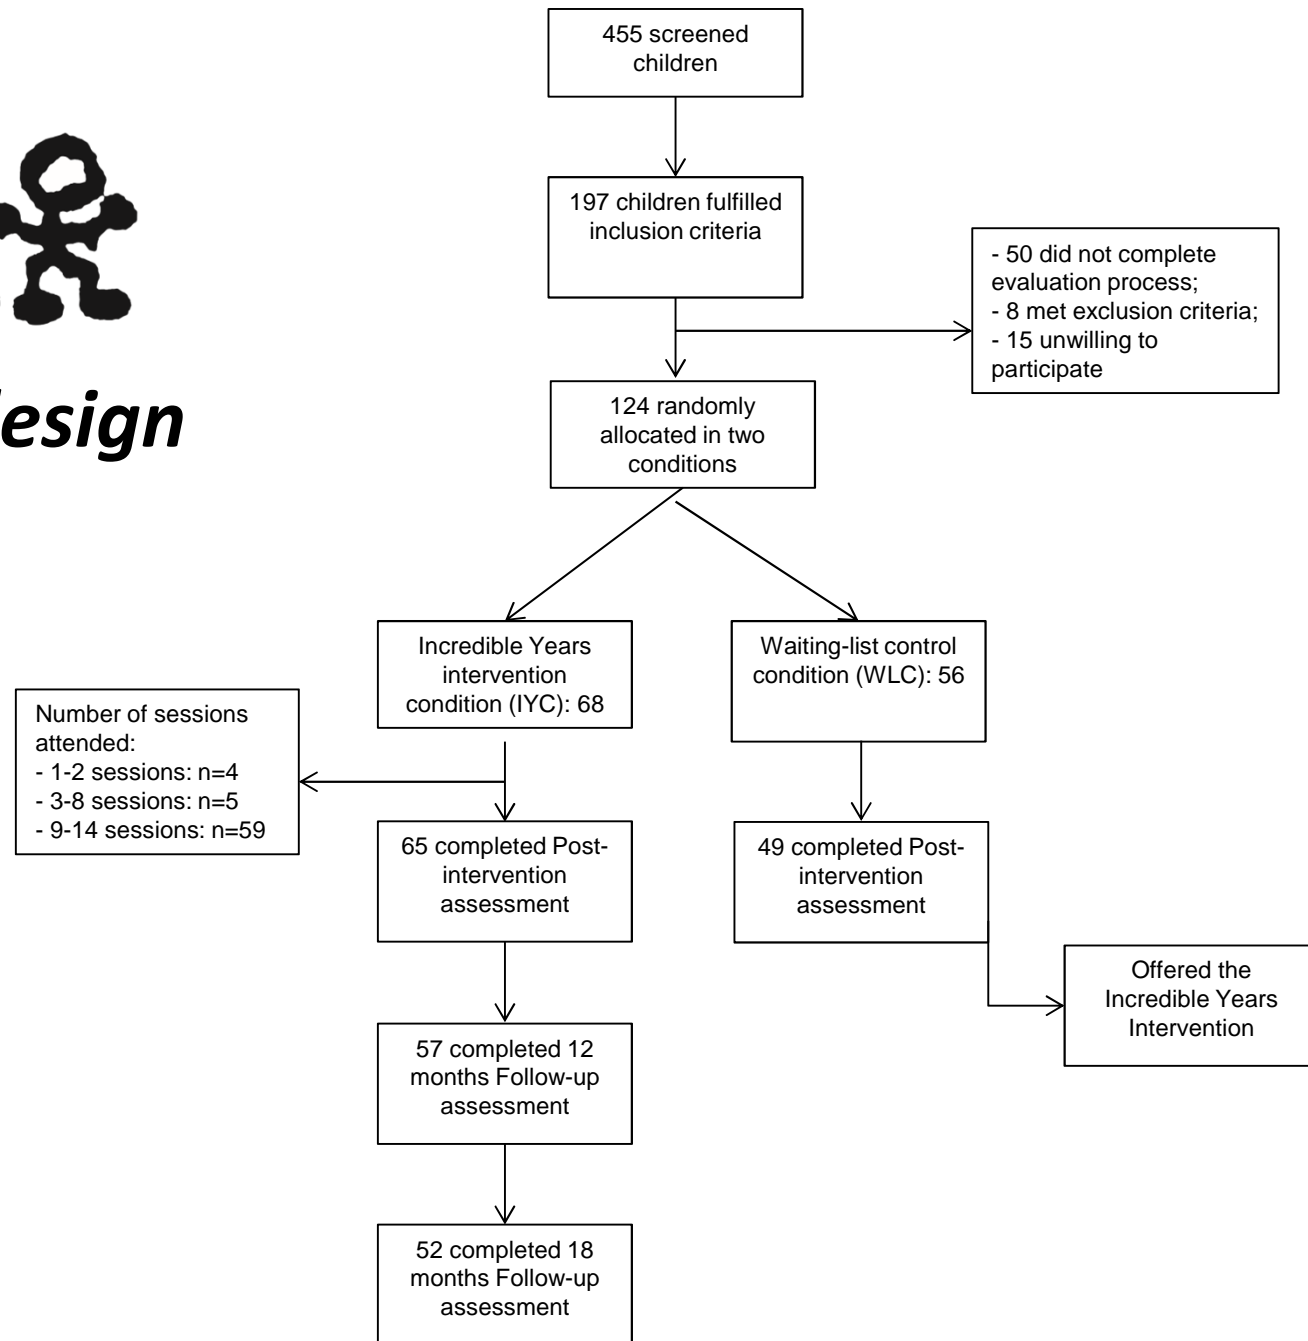 455 screened
children
197 children fulfilled
inclusion criteria
- 50 did not complete
evaluation process;
- 8 met exclusion criteria;
- 15 unwilling to
participate
design
124 randomly
allocated in two
conditions
Incredible Years
intervention
condition (IYC): 68
Waiting-list control
condition (WLC): 56
Number of sessions
attended:
- 1-2 sessions: n=4
- 3-8 sessions: n=5
- 9-14 sessions: n=59
65 completed Post-
intervention
assessment
49 completed Post-
intervention
assessment
Offered the
Incredible Years
Intervention
57 completed 12
months Follow-up
assessment
52 completed 18
months Follow-up
assessment